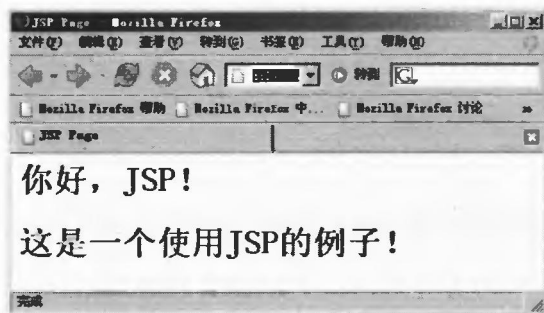 JSP Page Mozilla Firefox
文件(F) 编辑(E) 查看(V) 转到(G) 书签(B) 工具(T) 帮助(H)
转到 G
Mozilla Firefox 帮助 Mozilla Firefox 中... Mozilla Firefox 讨论 »
JSP Page
你好，JSP！
这是一个使用JSP的例子！
完成